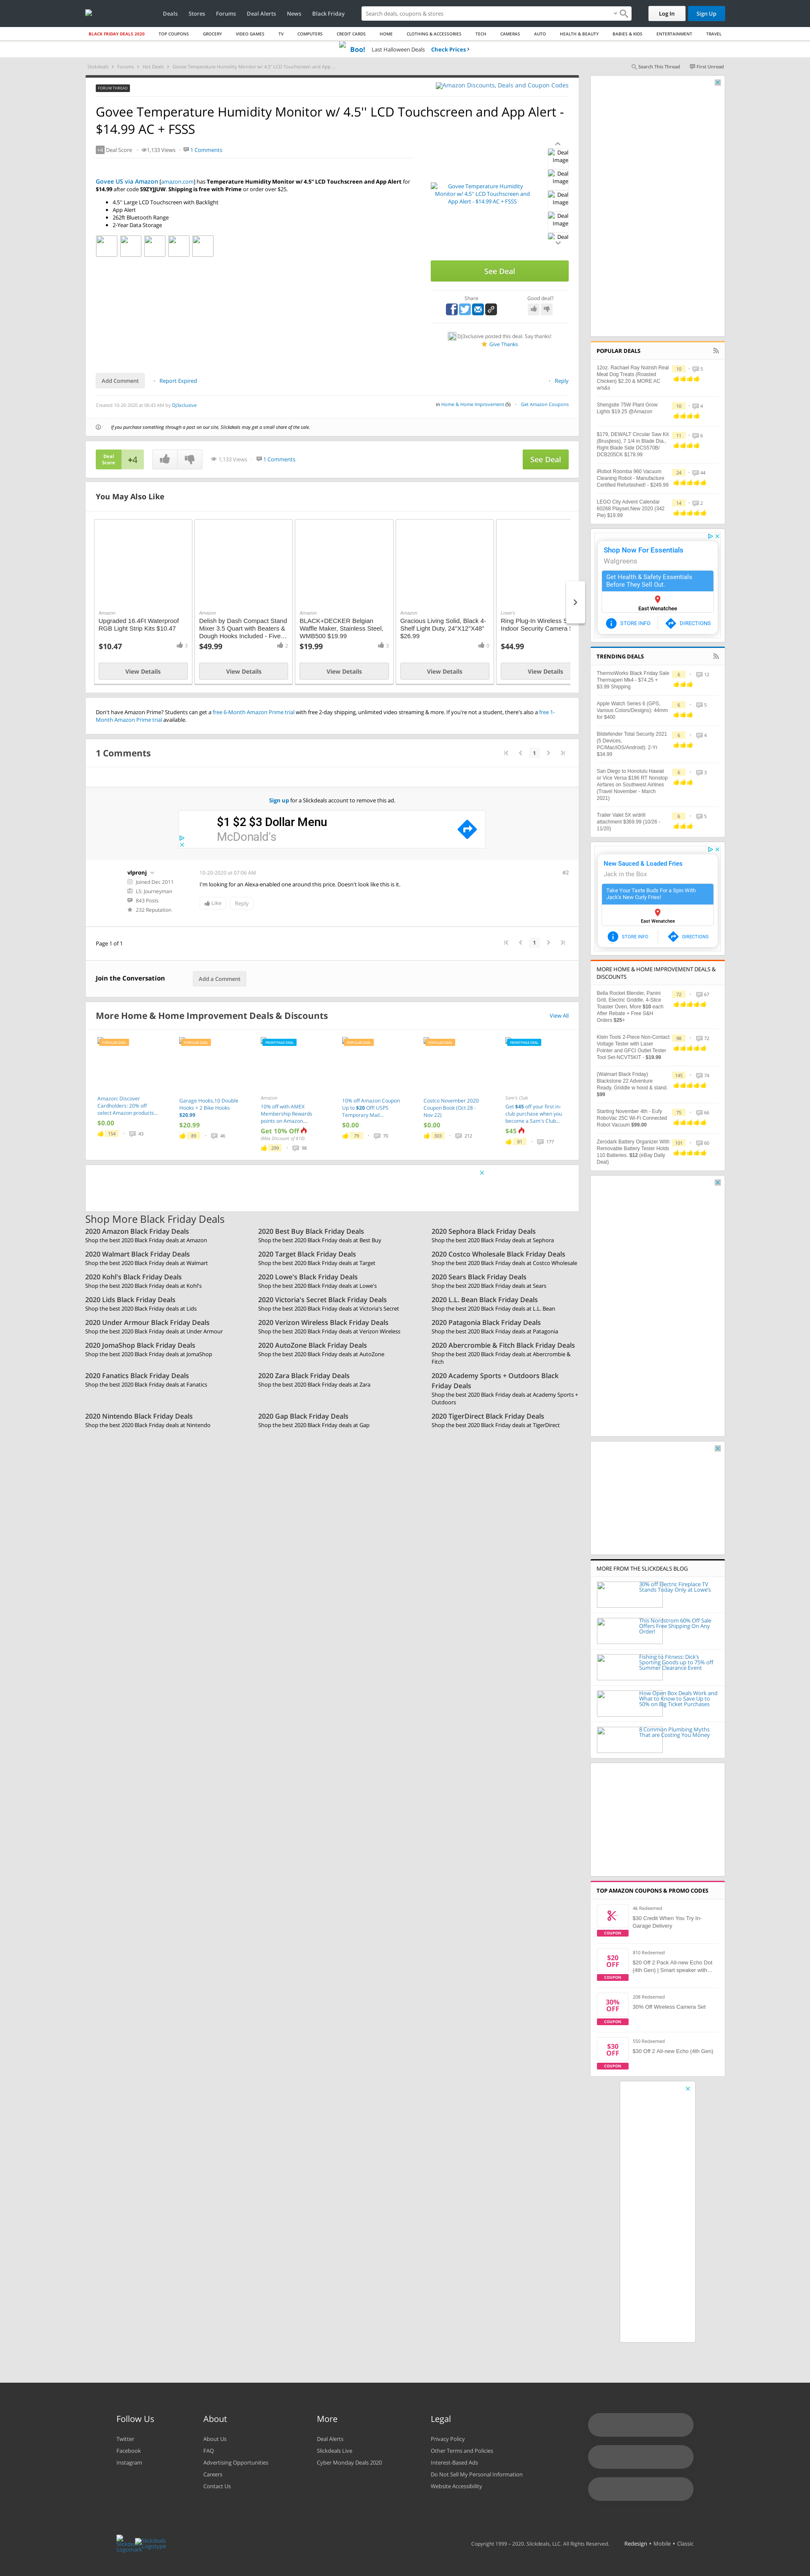 Deals
Stores
Forums
Deal Alerts
News
Black Friday
Search deals, coupons & stores
Log In
Sign Up
BLACK FRIDAY DEALS 2020
TOP COUPONS
GROCERY
VIDEO GAMES
TV
COMPUTERS
CREDIT CARDS
HOME
CLOTHING & ACCESSORIES
TECH
CAMERAS
AUTO
HEALTH & BEAUTY
BABIES & KIDS
ENTERTAINMENT
TRAVEL
Boo! Last Halloween Deals Check Prices ›
Slickdeals > Forums > Hot Deals > Govee Temperature Humidity Monitor w/ 4.5" LCD Touchscreen and App ...
Search This Thread
First Unread
FORUM THREAD
Amazon Discounts, Deals and Coupon Codes
Govee Temperature Humidity Monitor w/ 4.5'' LCD Touchscreen and App Alert -
$14.99 AC + FSSS
+4 Deal Score
1,133 Views
1 Comments
Govee US via Amazon [amazon.com] has Temperature Humidity Monitor w/ 4.5" LCD Touchscreen and App Alert for
$14.99 after code S9ZYJJUW. Shipping is free with Prime or order over $25.
4.5" Large LCD Touchscreen with Backlight
App Alert
262ft Bluetooth Range
2-Year Data Storage
Govee Temperature Humidity
Monitor w/ 4.5'' LCD Touchscreen and
App Alert - $14.99 AC + FSSS
Deal
Image
Deal
Image
Deal
Image
Deal
Image
Deal
See Deal
Share
Good deal?
DJ3xclusive posted this deal. Say thanks!
Give Thanks
Add Comment
Report Expired
Reply
Created 10-20-2020 at 06:43 AM by DJ3xclusive
in Home & Home Improvement (5)
Get Amazon Coupons
If you purchase something through a post on our site, Slickdeals may get a small share of the sale.
Deal
Score
+4
1,133 Views
1 Comments
See Deal
You May Also Like
Amazon
Upgraded 16.4Ft Waterproof
RGB Light Strip Kits $10.47
$10.47
3
View Details
Amazon
Delish by Dash Compact Stand
Mixer 3.5 Quart with Beaters &
Dough Hooks Included - Five…
$49.99
2
View Details
Amazon
BLACK+DECKER Belgian
Waffle Maker, Stainless Steel,
WMB500 $19.99
$19.99
3
View Details
Amazon
Gracious Living Solid, Black 4-
Shelf Light Duty, 24"X12"X48"
$26.99
0
View Details
Lowe's
Ring Plug-In Wireless
Indoor Security Camera
$44.99
View Details
Don't have Amazon Prime? Students can get a free 6-Month Amazon Prime trial with free 2-day shipping, unlimited video streaming & more. If you're not a student, there's also a free 1-
Month Amazon Prime trial available.
1 Comments
1
Sign up for a Slickdeals account to remove this ad.
$1 $2 $3 Dollar Menu
McDonald's
vlpronj
Joined Dec 2011
L5: Journeyman
843 Posts
232 Reputation
10-20-2020 at 07:06 AM
#2
I'm looking for an Alexa-enabled one around this price. Doesn't look like this is it.
Like
Reply
Page 1 of 1
1
Join the Conversation
Add a Comment
More Home & Home Improvement Deals & Discounts
View All
POPULAR DEAL
Amazon: Discover
Cardholders: 20% off
select Amazon products...
$0.00
154
43
POPULAR DEAL
Garage Hooks,10 Double
Hooks + 2 Bike Hooks
$20.99
$20.99
89
46
FRONTPAGE DEAL
Amazon
10% off with AMEX
Membership Rewards
points on Amazon...
Get 10% Off
(Max Discount of $15)
299
98
POPULAR DEAL
10% off Amazon Coupon
Up to $20 Off! USPS
Temporary Mail...
$0.00
79
70
POPULAR DEAL
Costco November 2020
Coupon Book (Oct 28 -
Nov 22)
$0.00
303
212
FRONTPAGE DEAL
Sam's Club
Get $45 off your first in-
club purchase when you
become a Sam's Club...
$45
81
177
Shop More Black Friday Deals
2020 Amazon Black Friday Deals
Shop the best 2020 Black Friday deals at Amazon
2020 Best Buy Black Friday Deals
Shop the best 2020 Black Friday deals at Best Buy
2020 Sephora Black Friday Deals
Shop the best 2020 Black Friday deals at Sephora
2020 Walmart Black Friday Deals
Shop the best 2020 Black Friday deals at Walmart
2020 Target Black Friday Deals
Shop the best 2020 Black Friday deals at Target
2020 Costco Wholesale Black Friday Deals
Shop the best 2020 Black Friday deals at Costco Wholesale
2020 Kohl's Black Friday Deals
Shop the best 2020 Black Friday deals at Kohl's
2020 Lowe's Black Friday Deals
Shop the best 2020 Black Friday deals at Lowe's
2020 Sears Black Friday Deals
Shop the best 2020 Black Friday deals at Sears
2020 Lids Black Friday Deals
Shop the best 2020 Black Friday deals at Lids
2020 Victoria's Secret Black Friday Deals
Shop the best 2020 Black Friday deals at Victoria's Secret
2020 L.L. Bean Black Friday Deals
Shop the best 2020 Black Friday deals at L.L. Bean
2020 Under Armour Black Friday Deals
Shop the best 2020 Black Friday deals at Under Armour
2020 Verizon Wireless Black Friday Deals
Shop the best 2020 Black Friday deals at Verizon Wireless
2020 Patagonia Black Friday Deals
Shop the best 2020 Black Friday deals at Patagonia
2020 JomaShop Black Friday Deals
Shop the best 2020 Black Friday deals at JomaShop
2020 AutoZone Black Friday Deals
Shop the best 2020 Black Friday deals at AutoZone
2020 Abercrombie & Fitch Black Friday Deals
Shop the best 2020 Black Friday deals at Abercrombie &
Fitch
2020 Fanatics Black Friday Deals
Shop the best 2020 Black Friday deals at Fanatics
2020 Zara Black Friday Deals
Shop the best 2020 Black Friday deals at Zara
2020 Academy Sports + Outdoors Black
Friday Deals
Shop the best 2020 Black Friday deals at Academy Sports +
Outdoors
2020 Nintendo Black Friday Deals
Shop the best 2020 Black Friday deals at Nintendo
2020 Gap Black Friday Deals
Shop the best 2020 Black Friday deals at Gap
2020 TigerDirect Black Friday Deals
Shop the best 2020 Black Friday deals at TigerDirect
POPULAR DEALS
12oz. Rachael Ray Nutrish Real
Meat Dog Treats (Roasted
Chicken) $2.20 & MORE AC
w/s&s
10
5
Shengsite 75W Plant Grow
Lights $19.25 @Amazon
10
4
$179, DEWALT Circular Saw Kit
(Brusjless), 7 1/4 in Blade Dia.,
Right Blade Side DCS570B/
DCB205CK $179.99
11
6
iRobot Roomba 960 Vacuum
Cleaning Robot - Manufacture
Certified Refurbished! - $249.99
24
44
LEGO City Advent Calendar
60268 Playset,New 2020 (342
Pie) $19.99
14
2
Shop Now For Essentials
Walgreens
Get Health & Safety Essentials
Before They Sell Out.
East Wenatchee
STORE INFO
DIRECTIONS
TRENDING DEALS
ThermoWorks Black Friday Sale
Thermapen Mk4 - $74.25 +
$3.99 Shipping
6
12
Apple Watch Series 6 (GPS,
Various Colors/Designs): 44mm
for $400
6
5
Bitdefender Total Security 2021
(5 Devices,
PC/Mac/iOS/Android): 2-Yr
$34.99
6
4
San Diego to Honolulu Hawaii
or Vice Versa $196 RT Nonstop
Airfares on Southwest Airlines
(Travel November - March
2021)
6
3
Trailer Valet 5X w/drill
attachment $369.99 (10/26 -
11/20)
6
5
New Sauced & Loaded Fries
Jack in the Box
Take Your Taste Buds For a Spin With
Jack's New Curly Fries!
East Wenatchee
STORE INFO
DIRECTIONS
MORE HOME & HOME IMPROVEMENT DEALS &
DISCOUNTS
Bella Rocket Blender, Panini
Grill, Electric Griddle, 4-Slice
Toaster Oven, More $10 each
After Rebate + Free S&H
Orders $25+
72
67
Klein Tools 2-Piece Non-Contact
Voltage Tester with Laser
Pointer and GFCI Outlet Tester
Tool Set-NCVT5KIT - $19.99
98
72
(Walmart Black Friday)
Blackstone 22 Adventure
Ready. Griddle w hood & stand.
$99
145
74
Starting November 4th - Eufy
RoboVac 25C Wi-Fi Connected
Robot Vacuum $99.00
75
66
Zerodark Battery Organizer With
Removable Battery Tester Holds
110 Batteries. $12 (eBay Daily
Deal)
101
60
MORE FROM THE SLICKDEALS BLOG
30% off Electric Fireplace TV
Stands Today Only at Lowe's
This Nordstrom 60% Off Sale
Offers Free Shipping On Any
Order!
Fishing to Fitness: Dick's
Sporting Goods up to 75% off
Summer Clearance Event
How Open Box Deals Work and
What to Know to Save Up to
50% on Big Ticket Purchases
8 Common Plumbing Myths
That are Costing You Money
TOP AMAZON COUPONS & PROMO CODES
COUPON
4k Redeemed
$30 Credit When You Try In-
Garage Delivery
$20
OFF
COUPON
810 Redeemed
$20 Off 2 Pack All-new Echo Dot
(4th Gen) | Smart speaker with…
30%
OFF
COUPON
208 Redeemed
30% Off Wireless Camera Set
$30
OFF
COUPON
550 Redeemed
$30 Off 2 All-new Echo (4th Gen)
Follow Us
Twitter
Facebook
Instagram
About
About Us
FAQ
Advertising Opportunities
Careers
Contact Us
More
Deal Alerts
Slickdeals Live
Cyber Monday Deals 2020
Legal
Privacy Policy
Other Terms and Policies
Interest-Based Ads
Do Not Sell My Personal Information
Website Accessibility
Slickdeals
Logomark
Slickdeals
Logotype
Copyright 1999 - 2020. Slickdeals, LLC. All Rights Reserved.
Redesign • Mobile • Classic